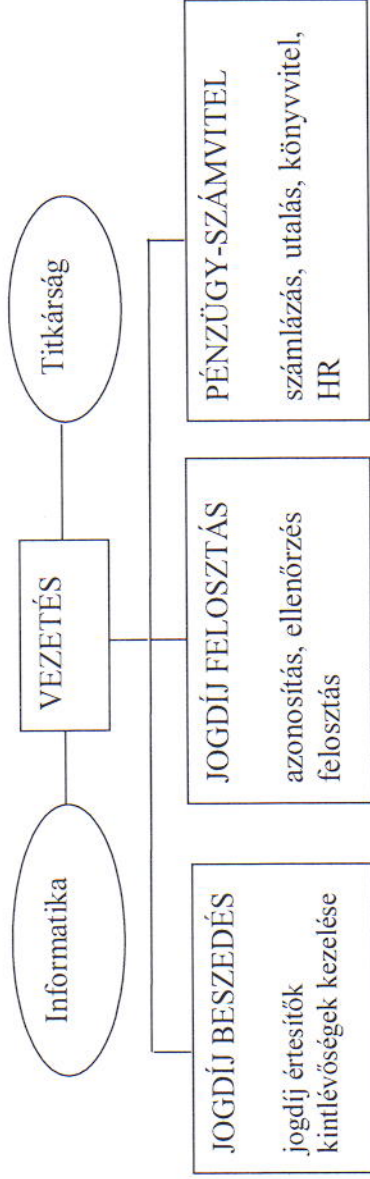 Informatika
VEZETÉS
Titkárság
JOGDÍJ BESZEDÉS
jogdíj értesítők
kintlévőségek kezelése
JOGDÍJ FELOSZTÁS
azonosítás, ellenőrzés
felosztás
PÉNZÜGY-SZÁMVITEL
számlázás, utalás, könyvvitel,
HR